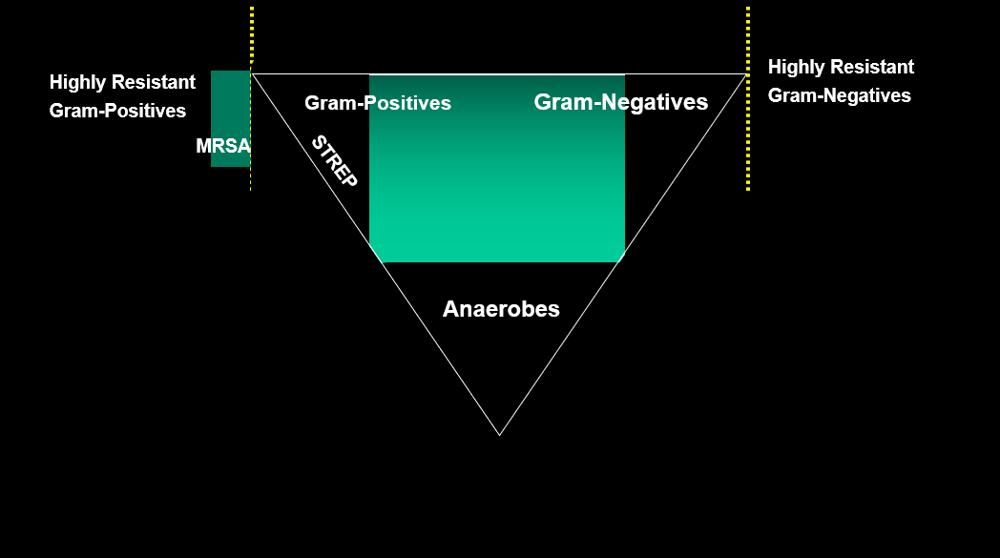 Highly Resistant
Gram-Positives
MRSA
Gram-Positives
Gram-Negatives
STREP
Anaerobes
Highly Resistant
Gram-Negatives